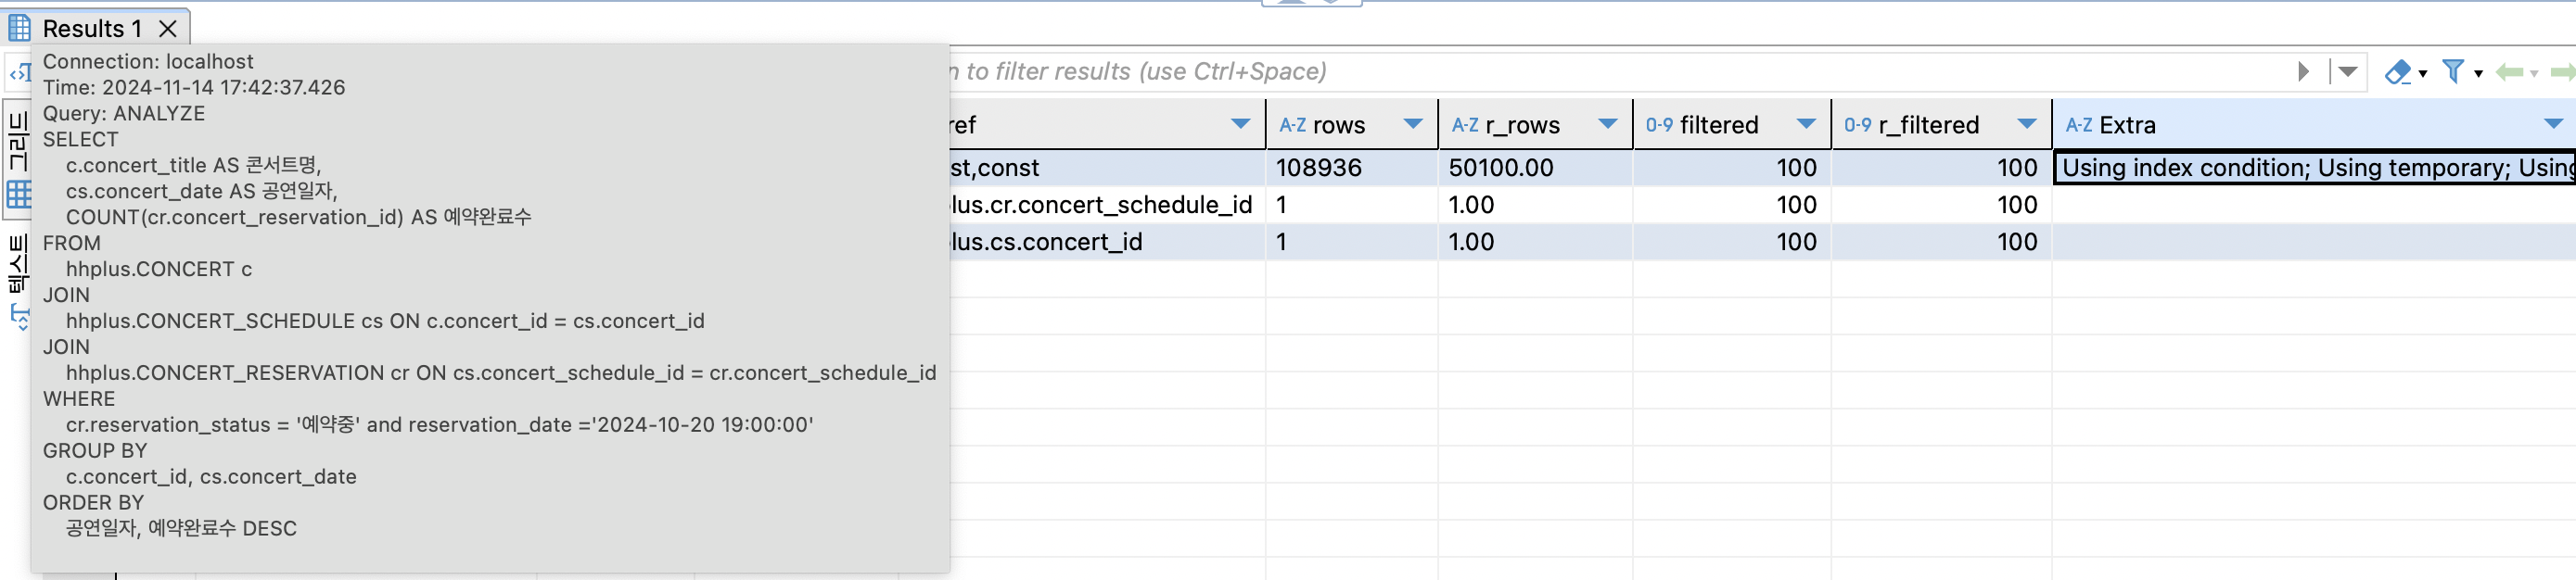 Results 1
Connection: localhost
Time: 2024-11-14 17:42:37.426
Query: ANALYZE
SELECT
c.concert_title AS 콘서트명,
cs.concert_date AS 공연일자,
COUNT(cr.concert_reservation_id) AS 예약완료수
FROM
hhplus.CONCERT c
JOIN
hhplus.CONCERT_SCHEDULE cs ON c.concert_id = cs.concert_id
JOIN
hhplus.CONCERT_RESERVATION cr ON cs.concert_schedule_id = cr.concert_schedule_id
WHERE
cr.reservation_status = '예약중' and reservation_date ='2024-10-20 19:00:00'
GROUP BY
c.concert_id, cs.concert_date
ORDER BY
공연일자, 예약완료수 DESC
그리드
텍스트
n to filter results (use Ctrl+Space)
ref A-Z rows A-Z r_rows 0-9 filtered 0-9 r_filtered A-Z Extra
st,const 108936 50100.00 100 100 Using index condition; Using temporary; Using
lus.cr.concert_schedule_id 1 1.00 100 100
lus.cs.concert_id 1 1.00 100 100